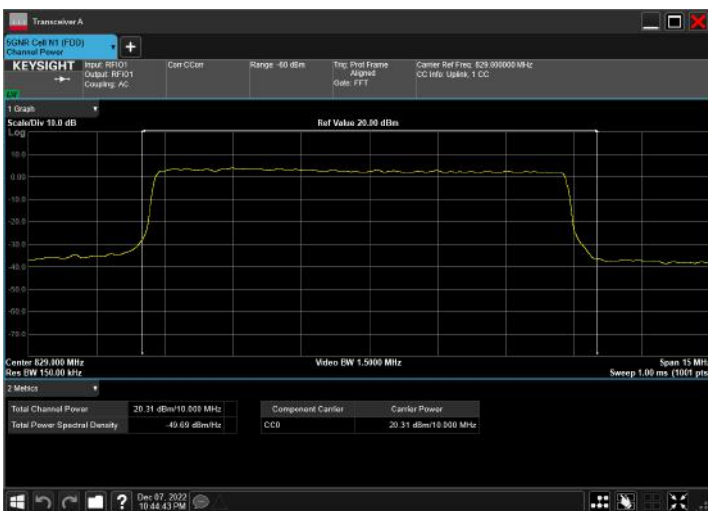 Transceiver A
5GNR Cell N1 (FDD)
Channel Power
KEYSIGHT
Input: RFIO1
Output: RFIO1
Coupling: AC
Corr CCorr
Range: -60 dBm
Trig: Prot Frame
Aligned
Gate: FFT
Carrier Ref Freq: 829.000000 MHz
CC Info: Uplink, 1 CC
1 Graph
Scale/Div 10.0 dB
Ref Value 20.00 dBm
Log
10.0
0.00
-10.0
-20.0
-30.0
-40.0
-50.0
-60.0
-70.0
Center 829.000 MHz
Video BW 1.5000 MHz
Span 15 MH
Res BW 150.00 kHz
Sweep 1.00 ms (1001 pts
2 Metrics
Total Channel Power 20.31 dBm/10.000 MHz
Total Power Spectral Density -49.69 dBm/Hz
Component Carrier Carrier Power
CC0 20.31 dBm/10.000 MHz
?
Dec 07, 2022
10:44:43 PM